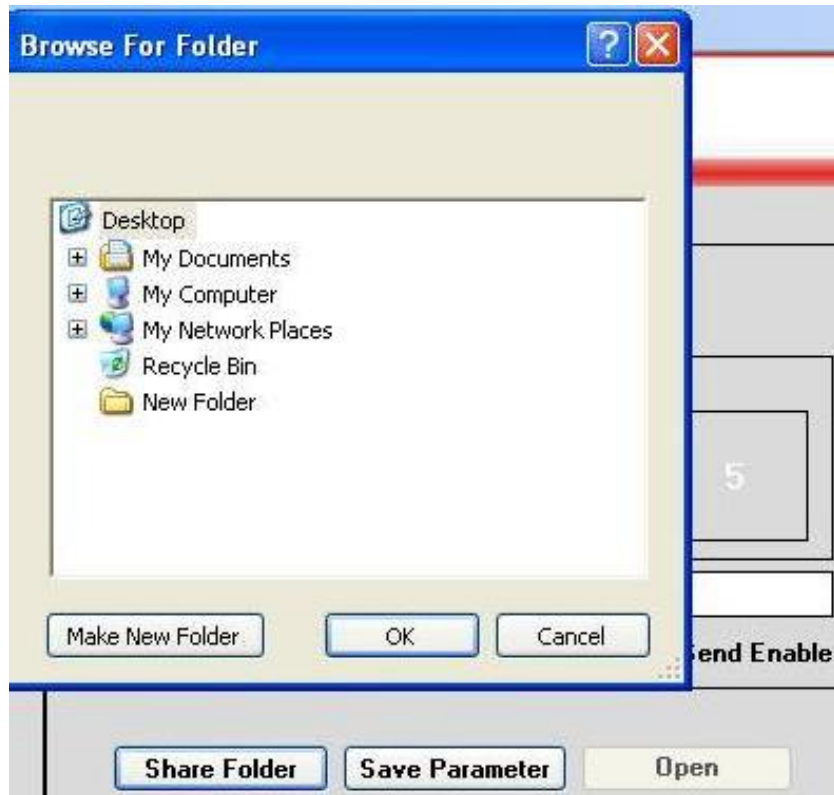 Browse For Folder
Desktop
My Documents
My Computer
My Network Places
Recycle Bin
New Folder
5
Make New Folder
OK
Cancel
Enable
Share Folder
Save Parameter
Open